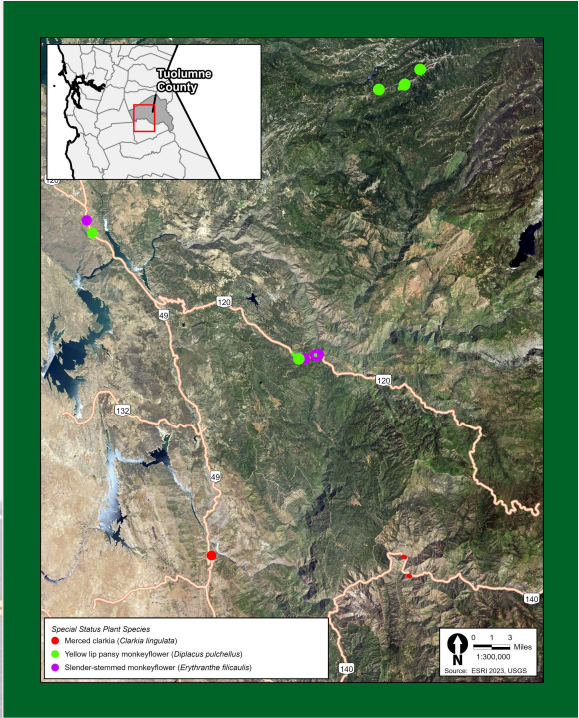 Tuolumne
County
120
120
49
120
132
49
140
140
Special Status Plant Species
Merced clarkia (Clarkia lingulata)
Yellow lip pansy monkeyflower (Diplacus pulchellus)
Slender-stemmed monkeyflower (Erythranthe filicaulis)
N
0 1 3
Miles
1:300,000
Source: ESRI 2023, USGS